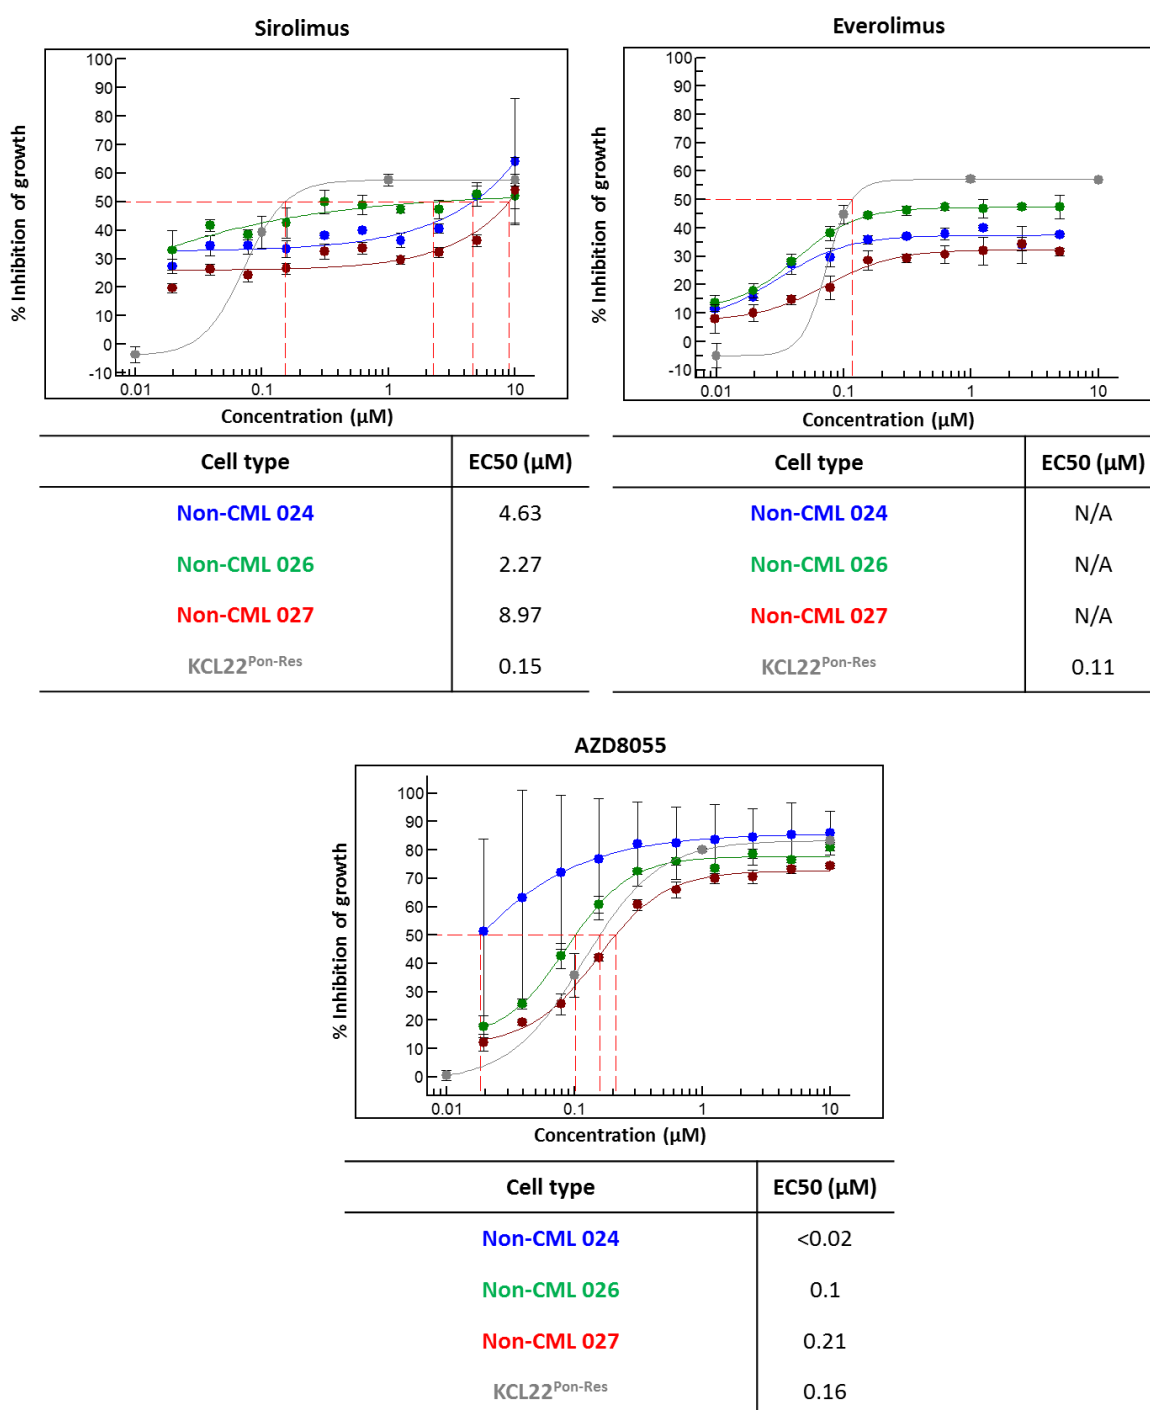 Sirolimus
% Inhibition of growth
100
90
80
70
60
50
40
30
20
10
0
-10
0.01 0.1 1 10
Concentration (µM)
Cell type EC50 (µM)
Non-CML 024 4.63
Non-CML 026 2.27
Non-CML 027 8.97
KCL22Pon-Res 0.15
Everolimus
% Inhibition of growth
100
90
80
70
60
50
40
30
20
10
0
-10
0.01 0.1 1 10
Concentration (µM)
Cell type EC50 (µM)
Non-CML 024 N/A
Non-CML 026 N/A
Non-CML 027 N/A
KCL22Pon-Res 0.11
AZD8055
% Inhibition of growth
100
90
80
70
60
50
40
30
20
10
0
0.01 0.1 1 10
Concentration (µM)
Cell type EC50 (µM)
Non-CML 024 <0.02
Non-CML 026 0.1
Non-CML 027 0.21
KCL22Pon-Res 0.16